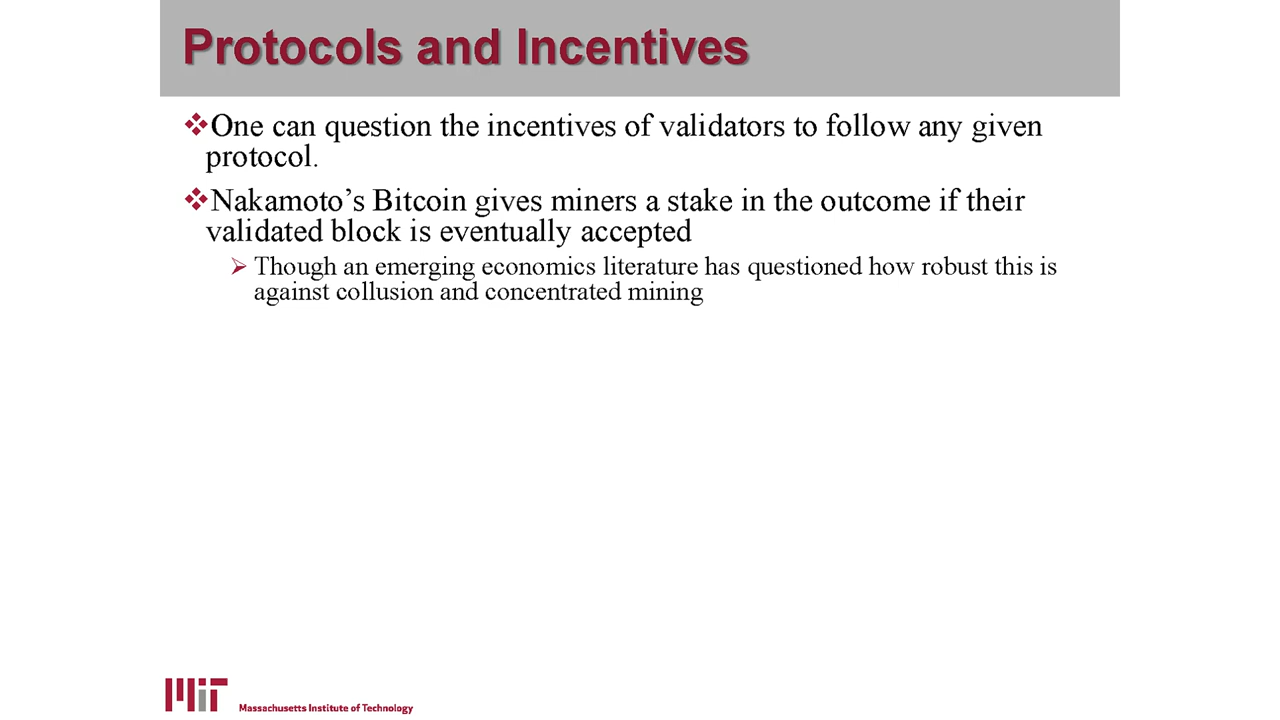 Protocols and Incentives
❖One can question the incentives of validators to follow any given
protocol.
❖Nakamoto’s Bitcoin gives miners a stake in the outcome if their
validated block is eventually accepted
➢ Though an emerging economics literature has questioned how robust this is
against collusion and concentrated mining
MIT
Massachusetts Institute of Technology